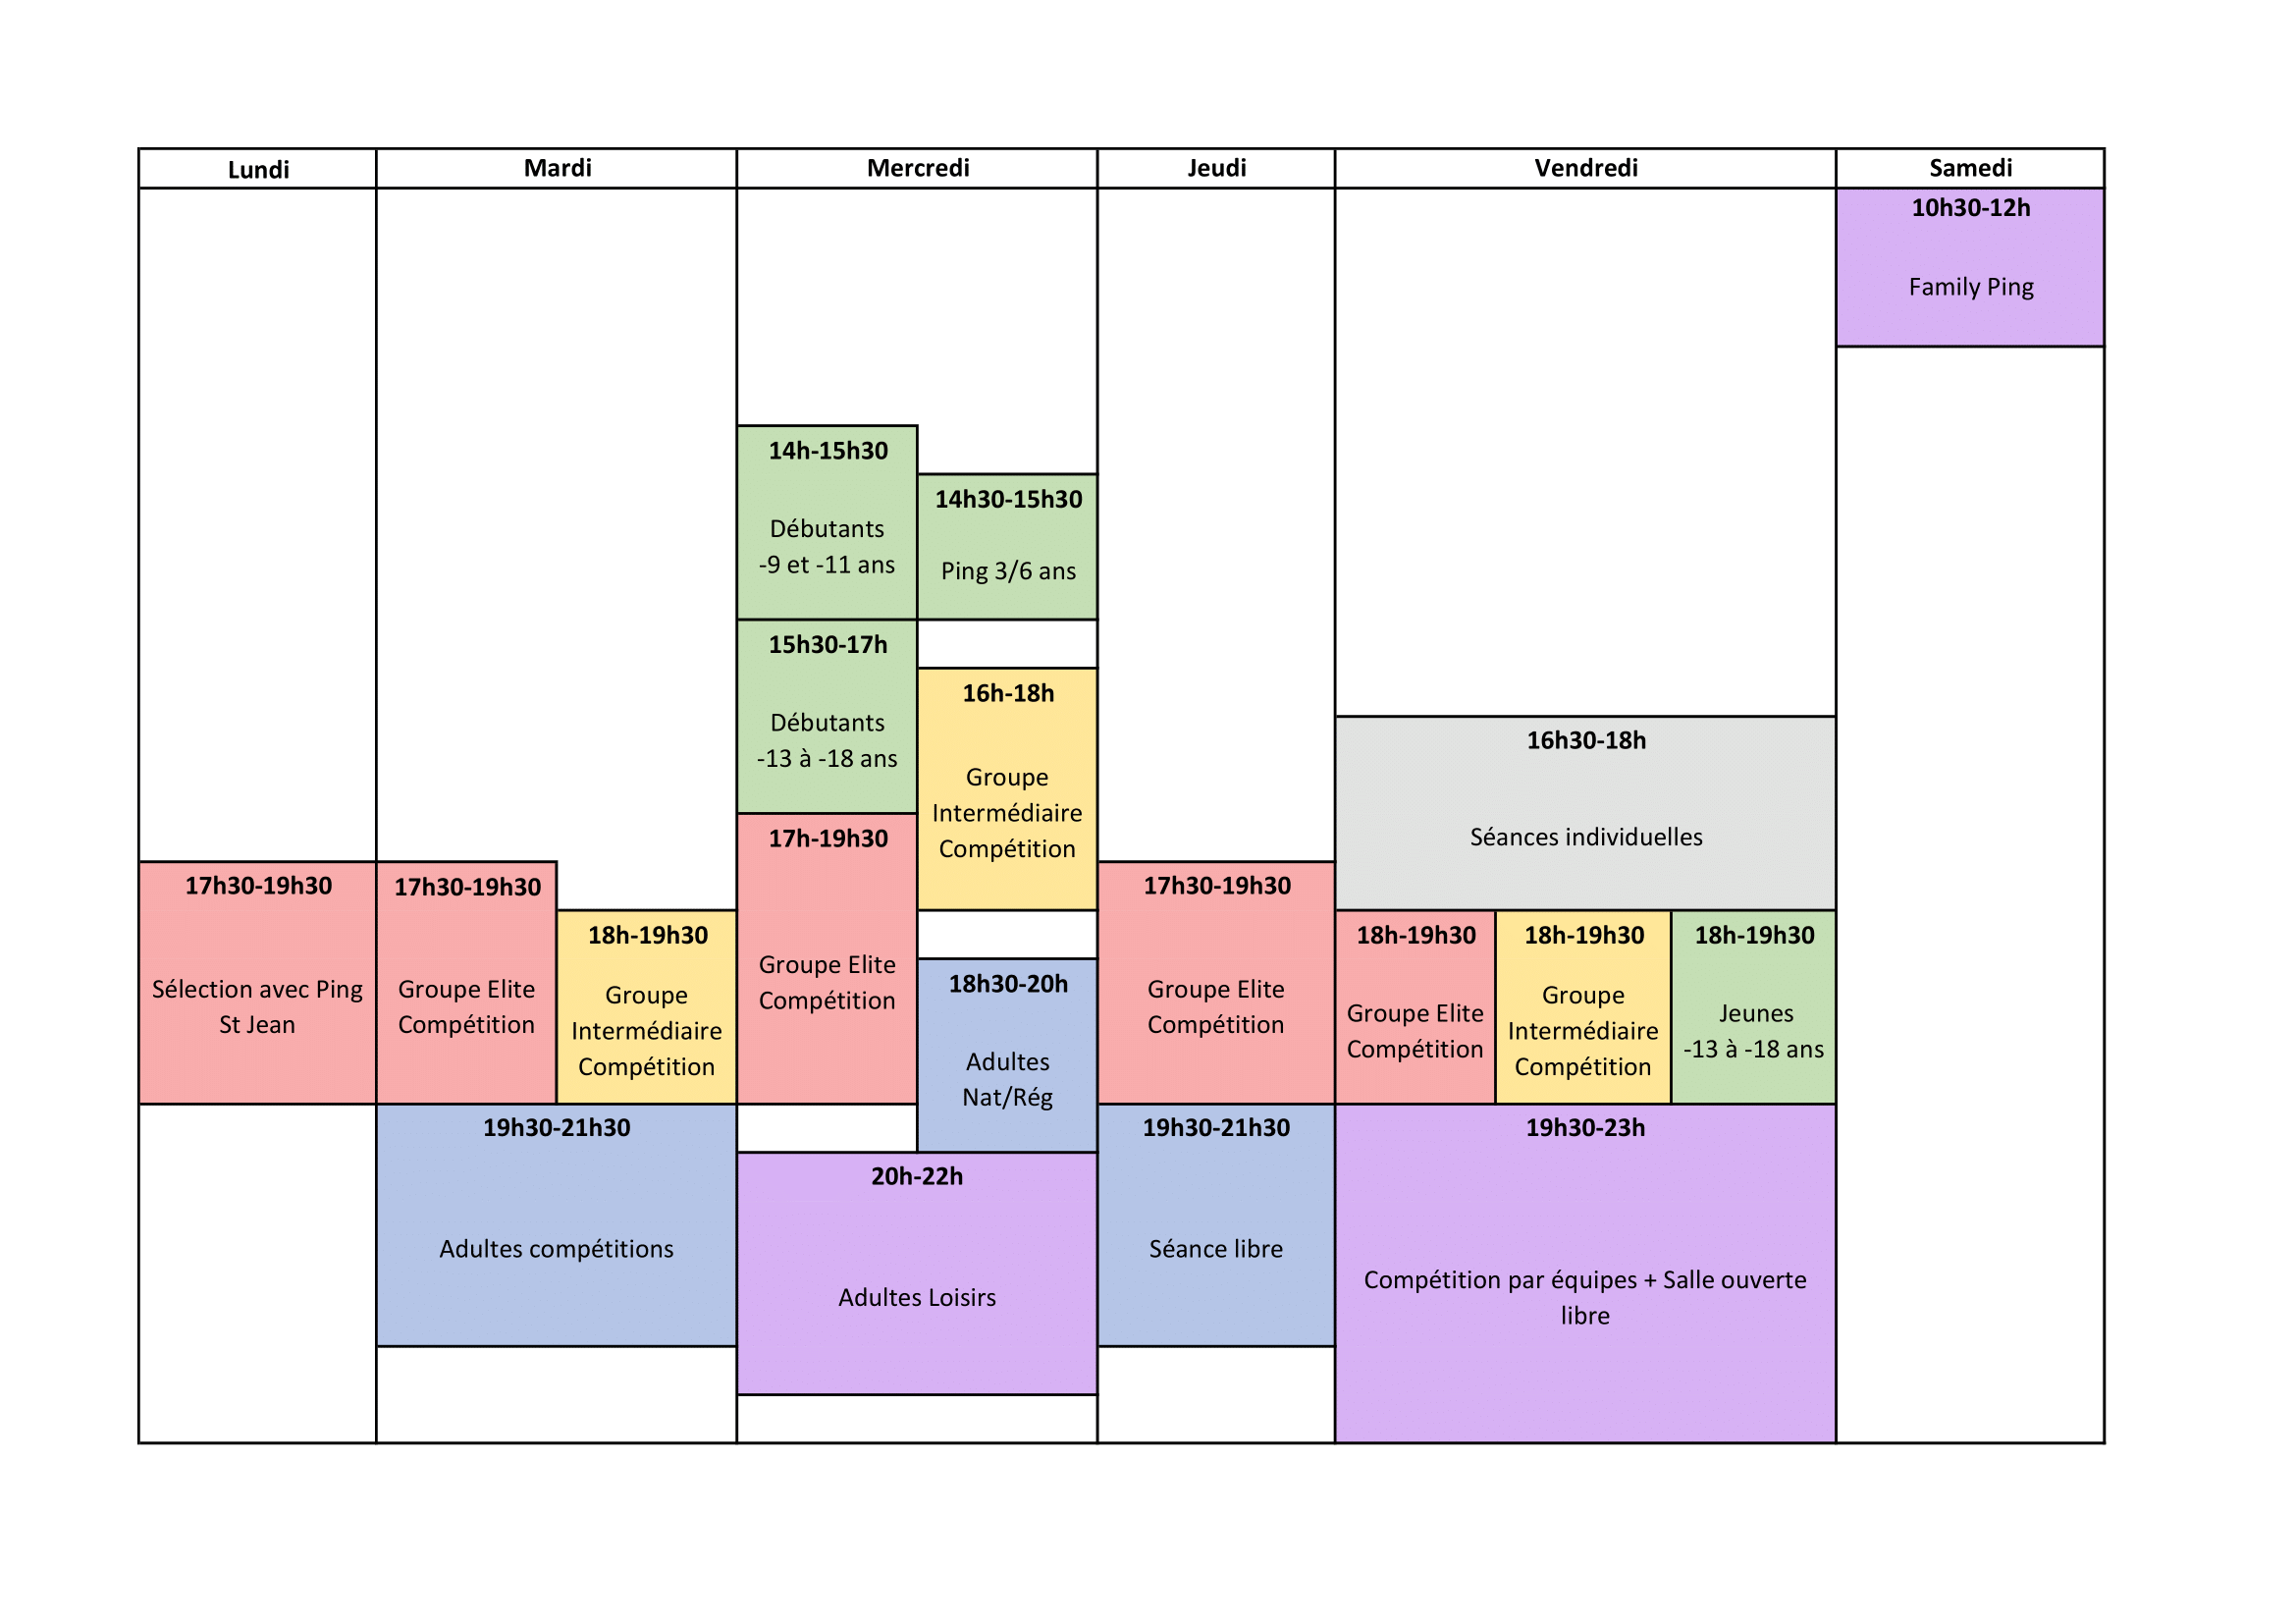 Lundi
Mardi
Mercredi
Jeudi
Vendredi
Samedi
10h30-12h
Family Ping
14h-15h30
Débutants
-9 et -11 ans
14h30-15h30
Ping 3/6 ans
15h30-17h
Débutants
-13 à -18 ans
16h-18h
Groupe
Intermédiaire
Compétition
16h30-18h
Séances individuelles
17h30-19h30
Sélection avec Ping
St Jean
17h30-19h30
Groupe Elite
Compétition
18h-19h30
Groupe
Intermédiaire
Compétition
17h-19h30
Groupe Elite
Compétition
18h30-20h
Adultes
Nat/Rég
17h30-19h30
Groupe Elite
Compétition
18h-19h30
Groupe Elite
Compétition
18h-19h30
Groupe
Intermédiaire
Compétition
18h-19h30
Jeunes
-13 à -18 ans
19h30-21h30
Adultes compétitions
20h-22h
Adultes Loisirs
19h30-21h30
Séance libre
19h30-23h
Compétition par équipes + Salle ouverte
libre